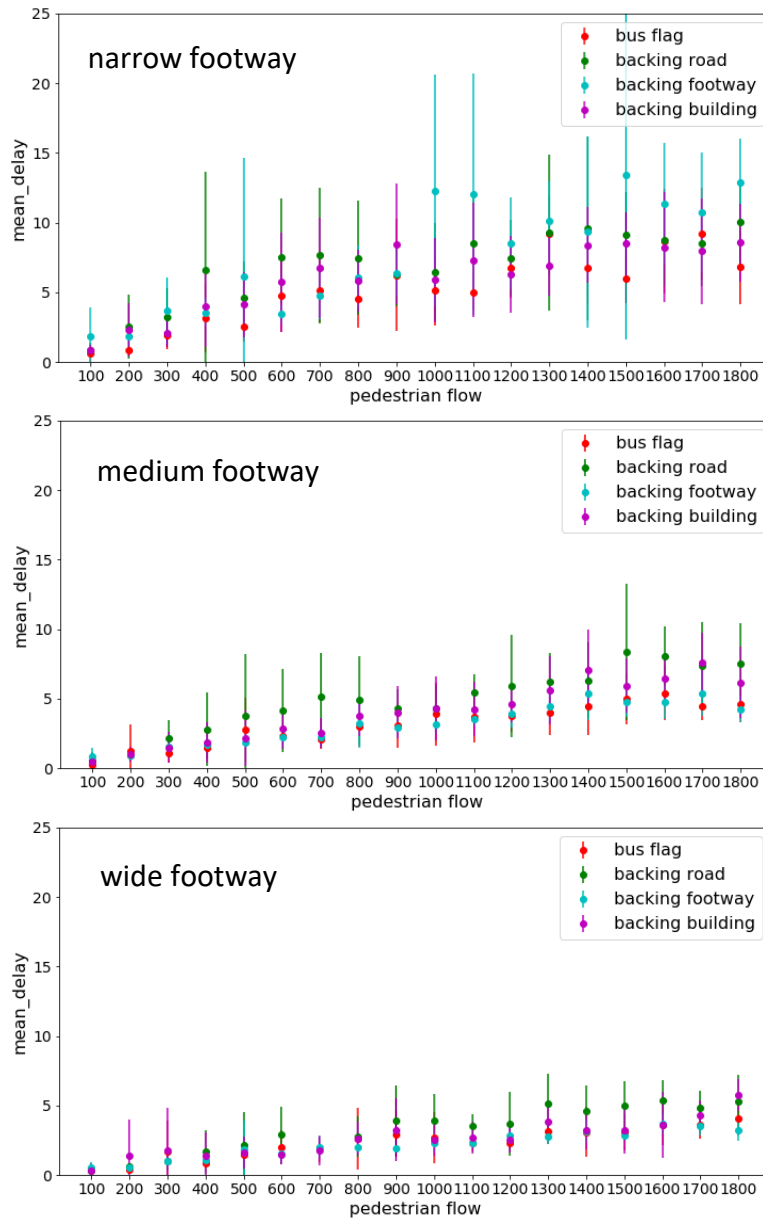 25
20
15
10
5
0
mean_delay
narrow footway
bus flag
backing road
backing footway
backing building
100 200 300 400 500 600 700 800 900 1000 1100 1200 1300 1400 1500 1600 1700 1800
pedestrian flow
25
20
15
10
5
0
mean_delay
medium footway
bus flag
backing road
backing footway
backing building
100 200 300 400 500 600 700 800 900 1000 1100 1200 1300 1400 1500 1600 1700 1800
pedestrian flow
25
20
15
10
5
0
mean_delay
wide footway
bus flag
backing road
backing footway
backing building
100 200 300 400 500 600 700 800 900 1000 1100 1200 1300 1400 1500 1600 1700 1800
pedestrian flow